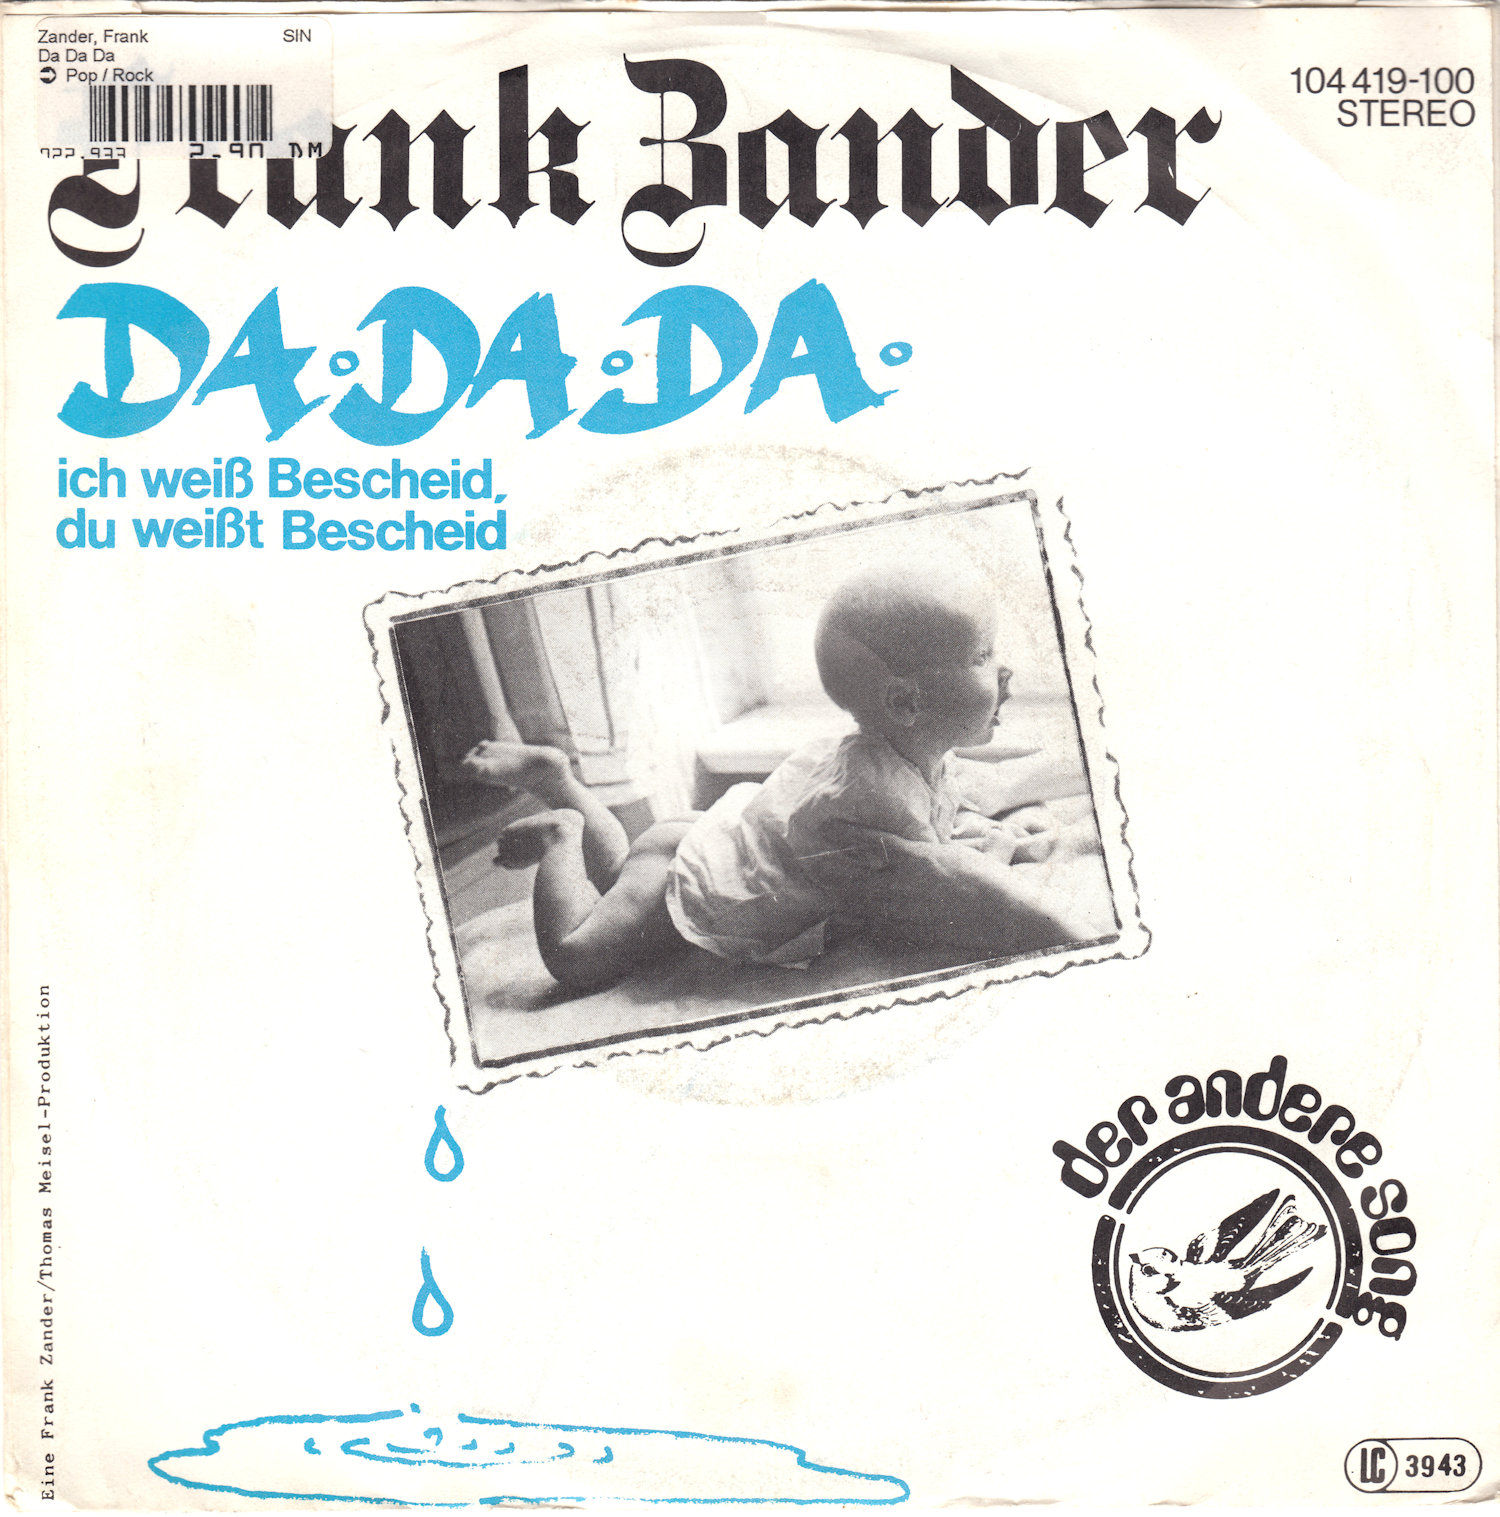 Zander, Frank SIN
Da Da Da
Pop / Rock
2.90 DM
Frank Zander
104 419-100
STEREO
DA·DA·DA·
ich weiß Bescheid,
du weißt Bescheid
Eine Frank Zander/Thomas Meisel-Produktion
der andere song
LC 3943